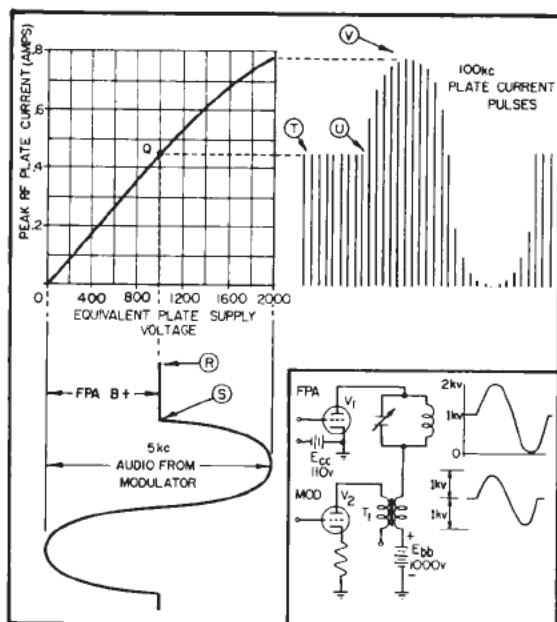 PEAK RF PLATE CURRENT (AMPS)
.8
.6
.4
.2
0
Q
0 400 800 1200 1600 2000
EQUIVALENT PLATE SUPPLY
VOLTAGE
V
T
U
100kc
PLATE CURRENT
PULSES
R
S
FPA B+
5kc
AUDIO FROM
MODULATOR
FPA
V1
Ecc
110v
MOD
V2
T1
+
Ebb
1000v
-
2kv
1kv
0
1kv
1kv